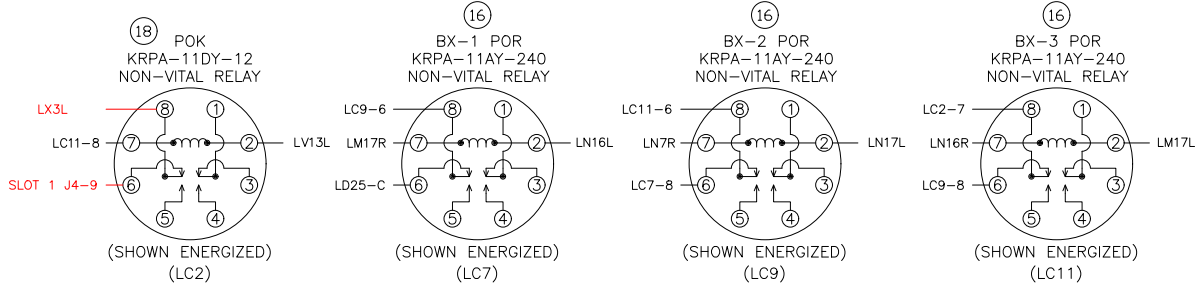 18
POK
KRPA-11DY-12
NON-VITAL RELAY
LX3L
8
1
LC11-8
7
2
LV13L
SLOT 1 J4-9
6
3
5
4
(SHOWN ENERGIZED)
(LC2)
16
BX-1 POR
KRPA-11AY-240
NON-VITAL RELAY
LC9-6
8
1
LM17R
7
2
LN16L
LD25-C
6
3
5
4
(SHOWN ENERGIZED)
(LC7)
16
BX-2 POR
KRPA-11AY-240
NON-VITAL RELAY
LC11-6
8
1
LN7R
7
2
LN17L
LC7-8
6
3
5
4
(SHOWN ENERGIZED)
(LC9)
16
BX-3 POR
KRPA-11AY-240
NON-VITAL RELAY
LC2-7
8
1
LN16R
7
2
LM17L
LC9-8
6
3
5
4
(SHOWN ENERGIZED)
(LC11)